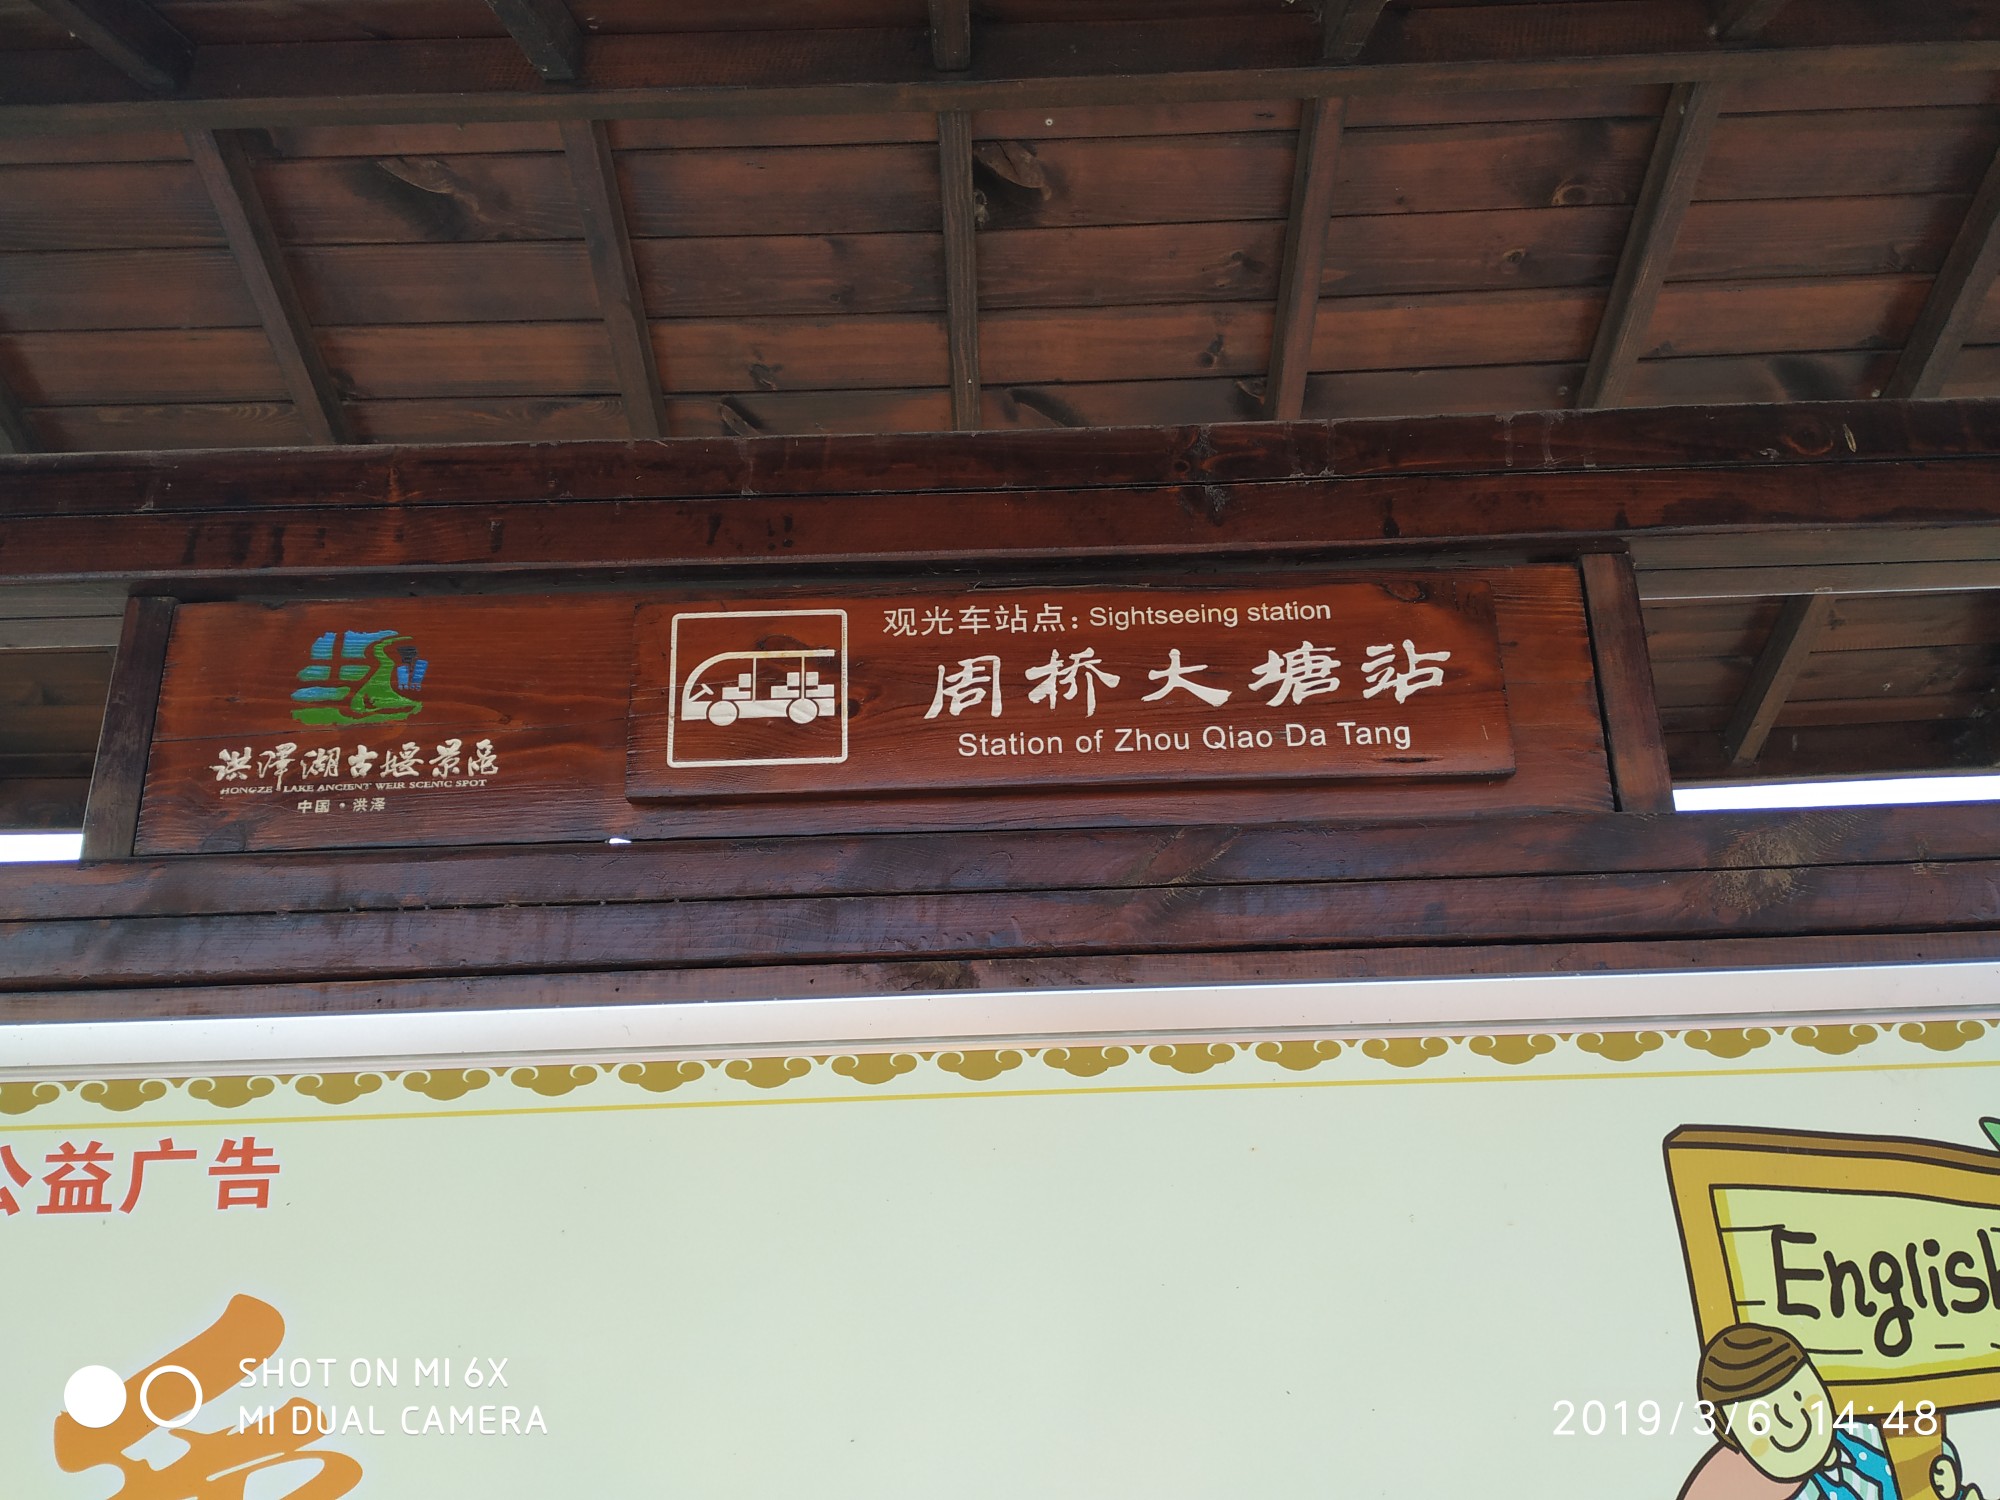 观光车站点: Sightseeing station
周桥大塘站
Station of Zhou Qiao Da Tang
洪泽湖古堰景区
HONGZE LAKE ANCIENT WEIR SCENIC SPOT
中国·洪泽
公益广告
English
SHOT ON MI 6X
MI DUAL CAMERA
2019/3/6 14:48